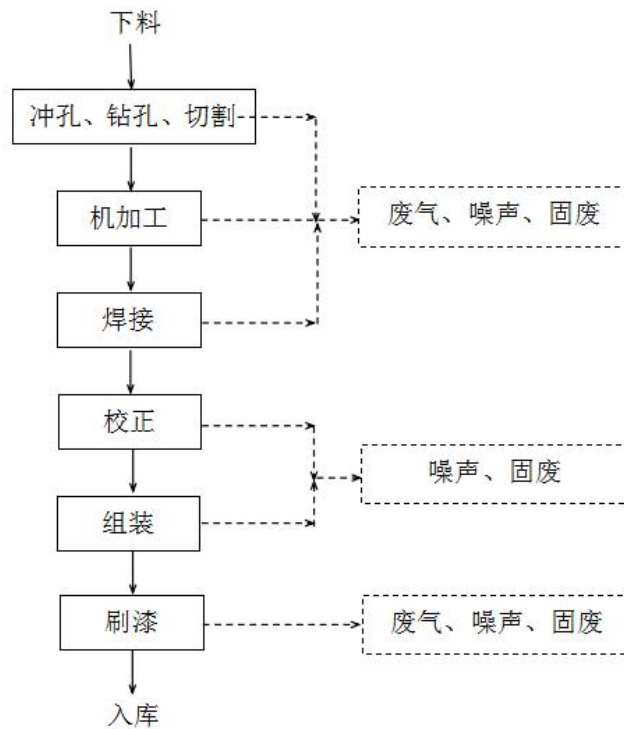 下料
冲孔、钻孔、切割
机加工
废气、噪声、固废
焊接
校正
噪声、固废
组装
刷漆
废气、噪声、固废
入库